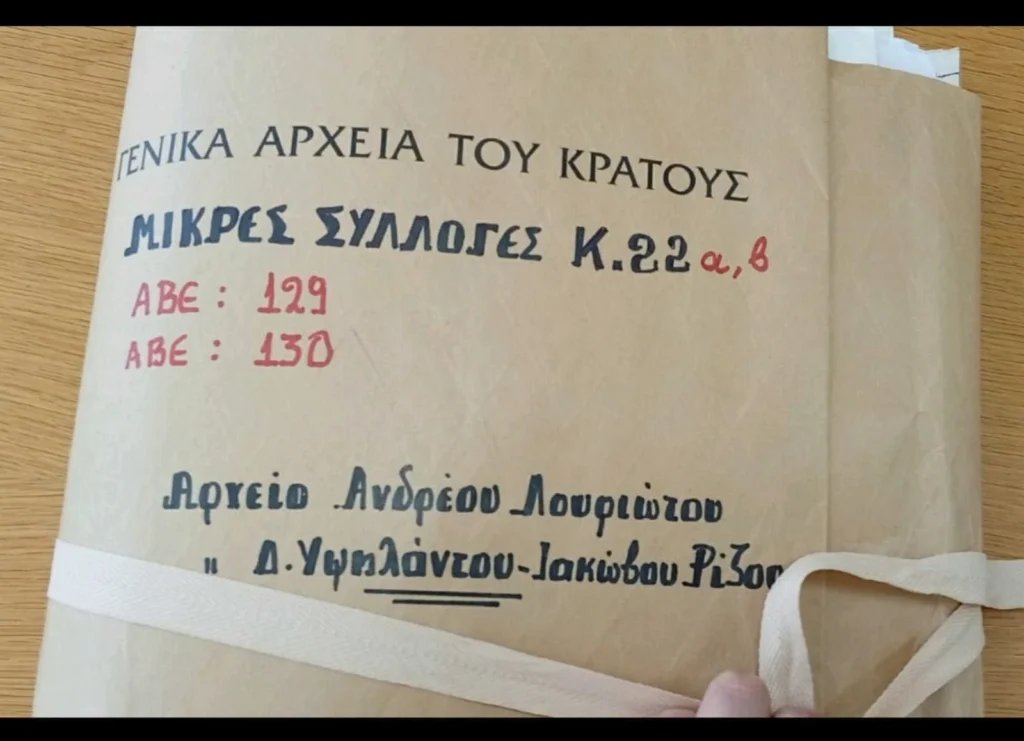 ΓΕΝΙΚΑ ΑΡΧΕΙΑ ΤΟΥ ΚΡΑΤΟΥΣ
ΜΙΚΡΕΣ ΣΥΛΛΟΓΕΣ Κ.22α,β
ΑΒΕ : 129
ΑΒΕ : 130
Αρχείο Ανδρέου Λουριώτου
" Δ. Υψηλάντου-Ιακώβου Ρίζου